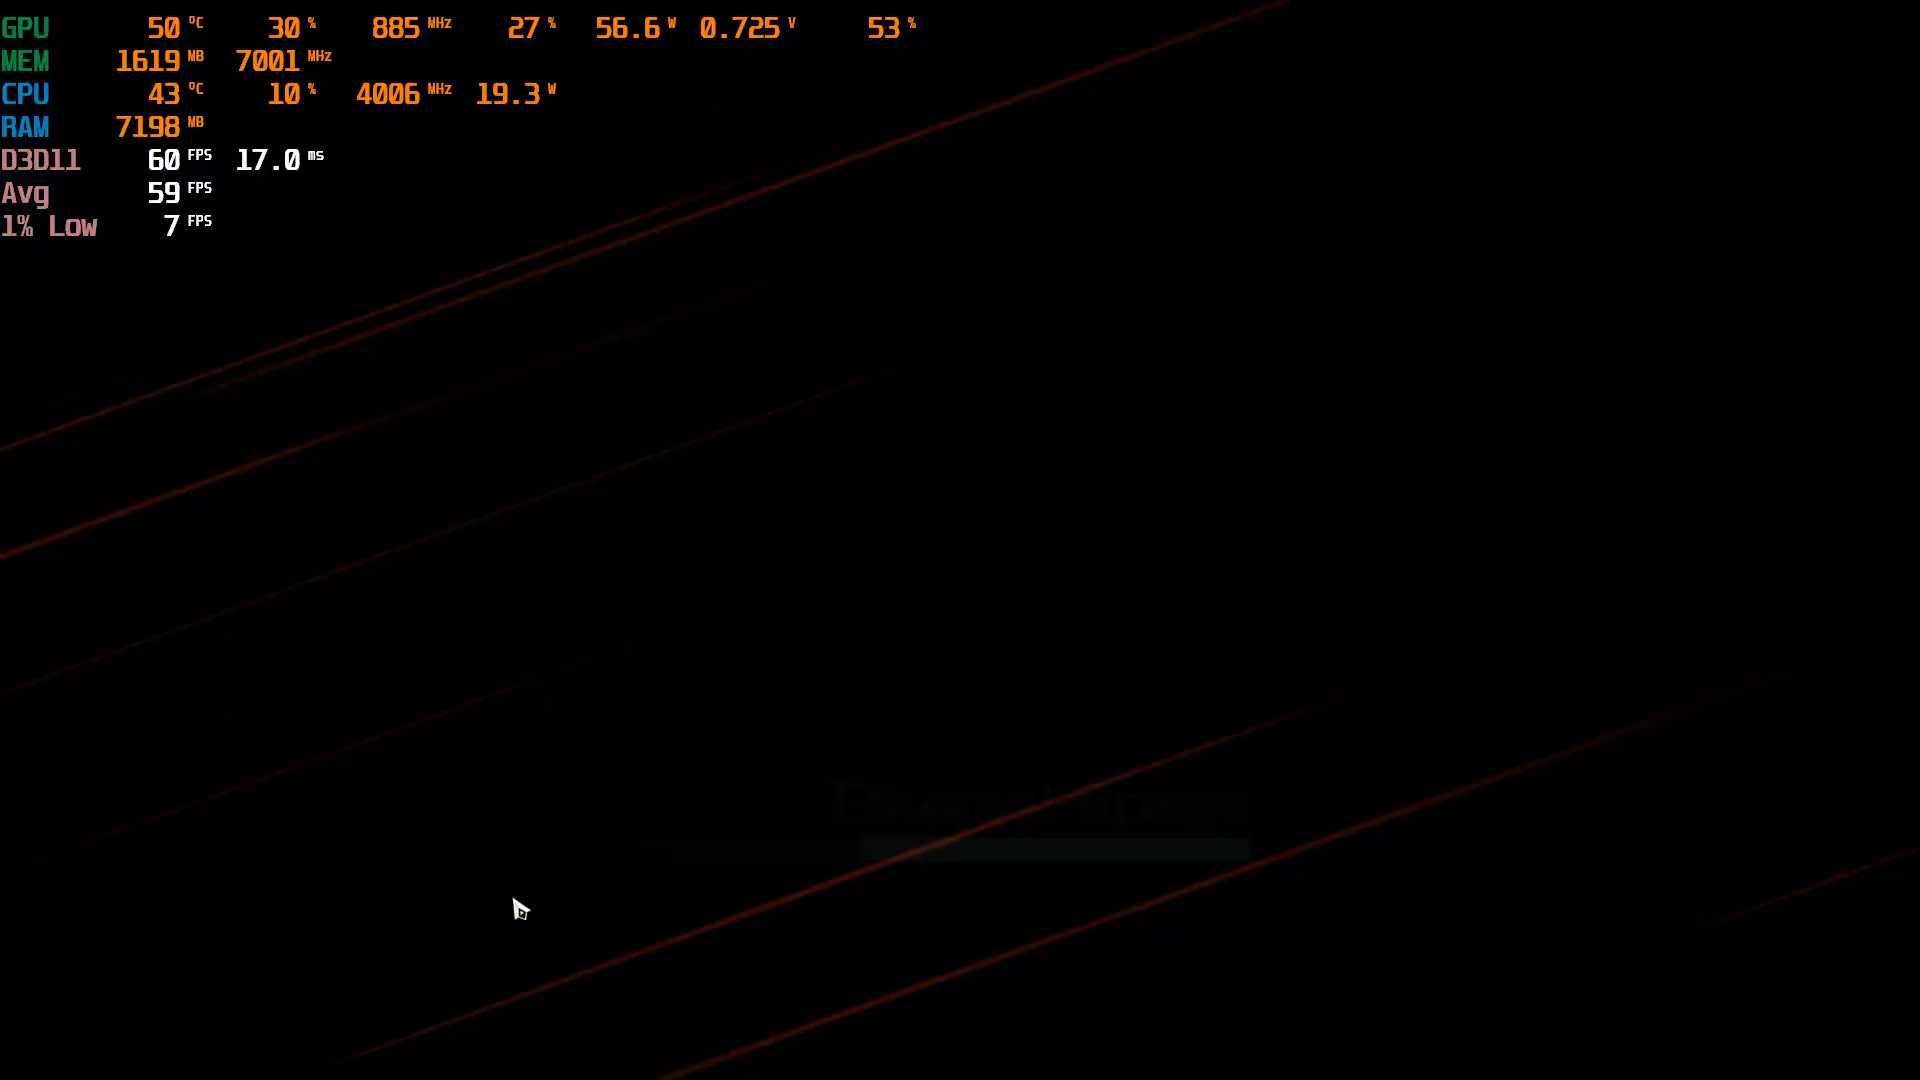 GPU 50 °C 30 % 885 MHz 27 % 56.6 W 0.725 V 53 %
MEM 1619 MB 7001 MHz
CPU 43 °C 10 % 4006 MHz 19.3 W
RAM 7198 MB
D3D11 60 FPS 17.0 ms
Avg 59 FPS
1% Low 7 FPS